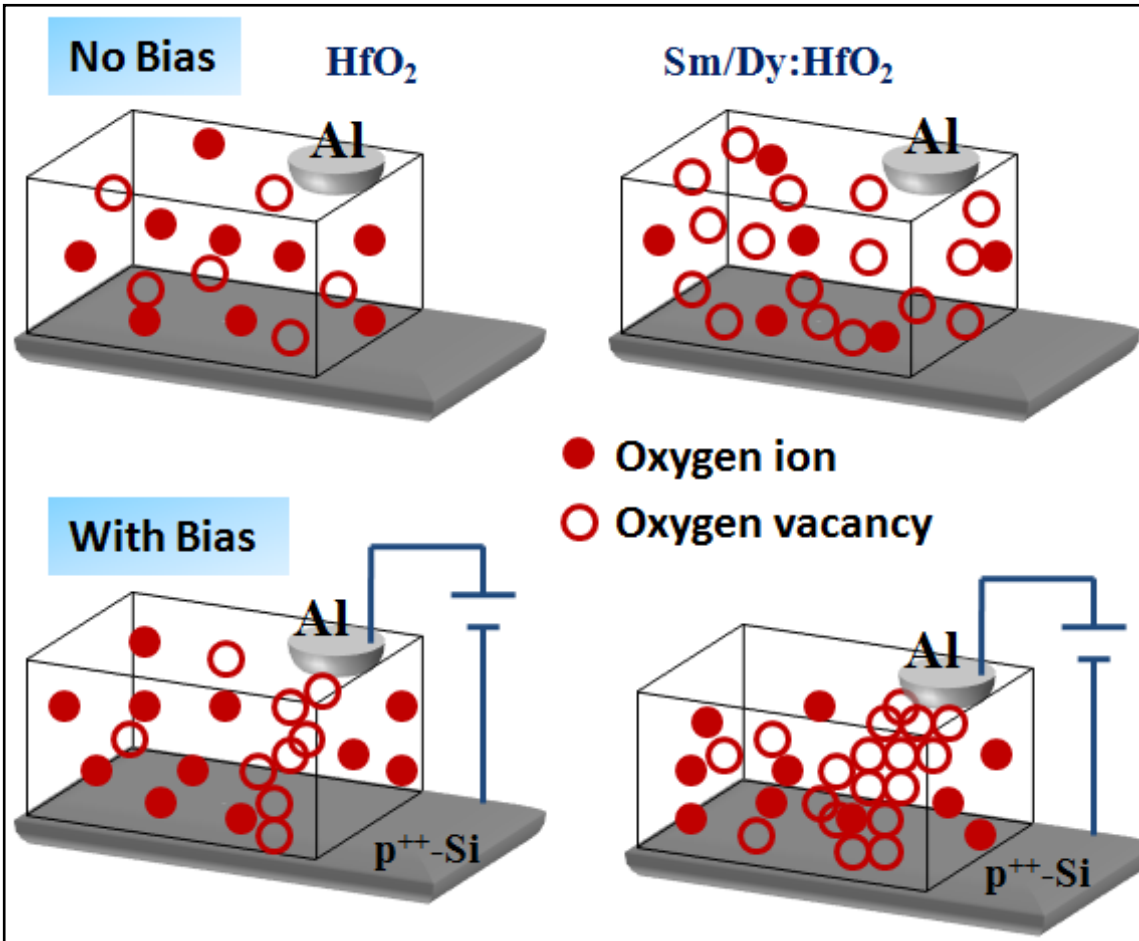 No Bias
HfO₂
Sm/Dy:HfO₂
Al
Al
Oxygen ion
Oxygen vacancy
With Bias
Al
Al
p⁺⁺-Si
p⁺⁺-Si